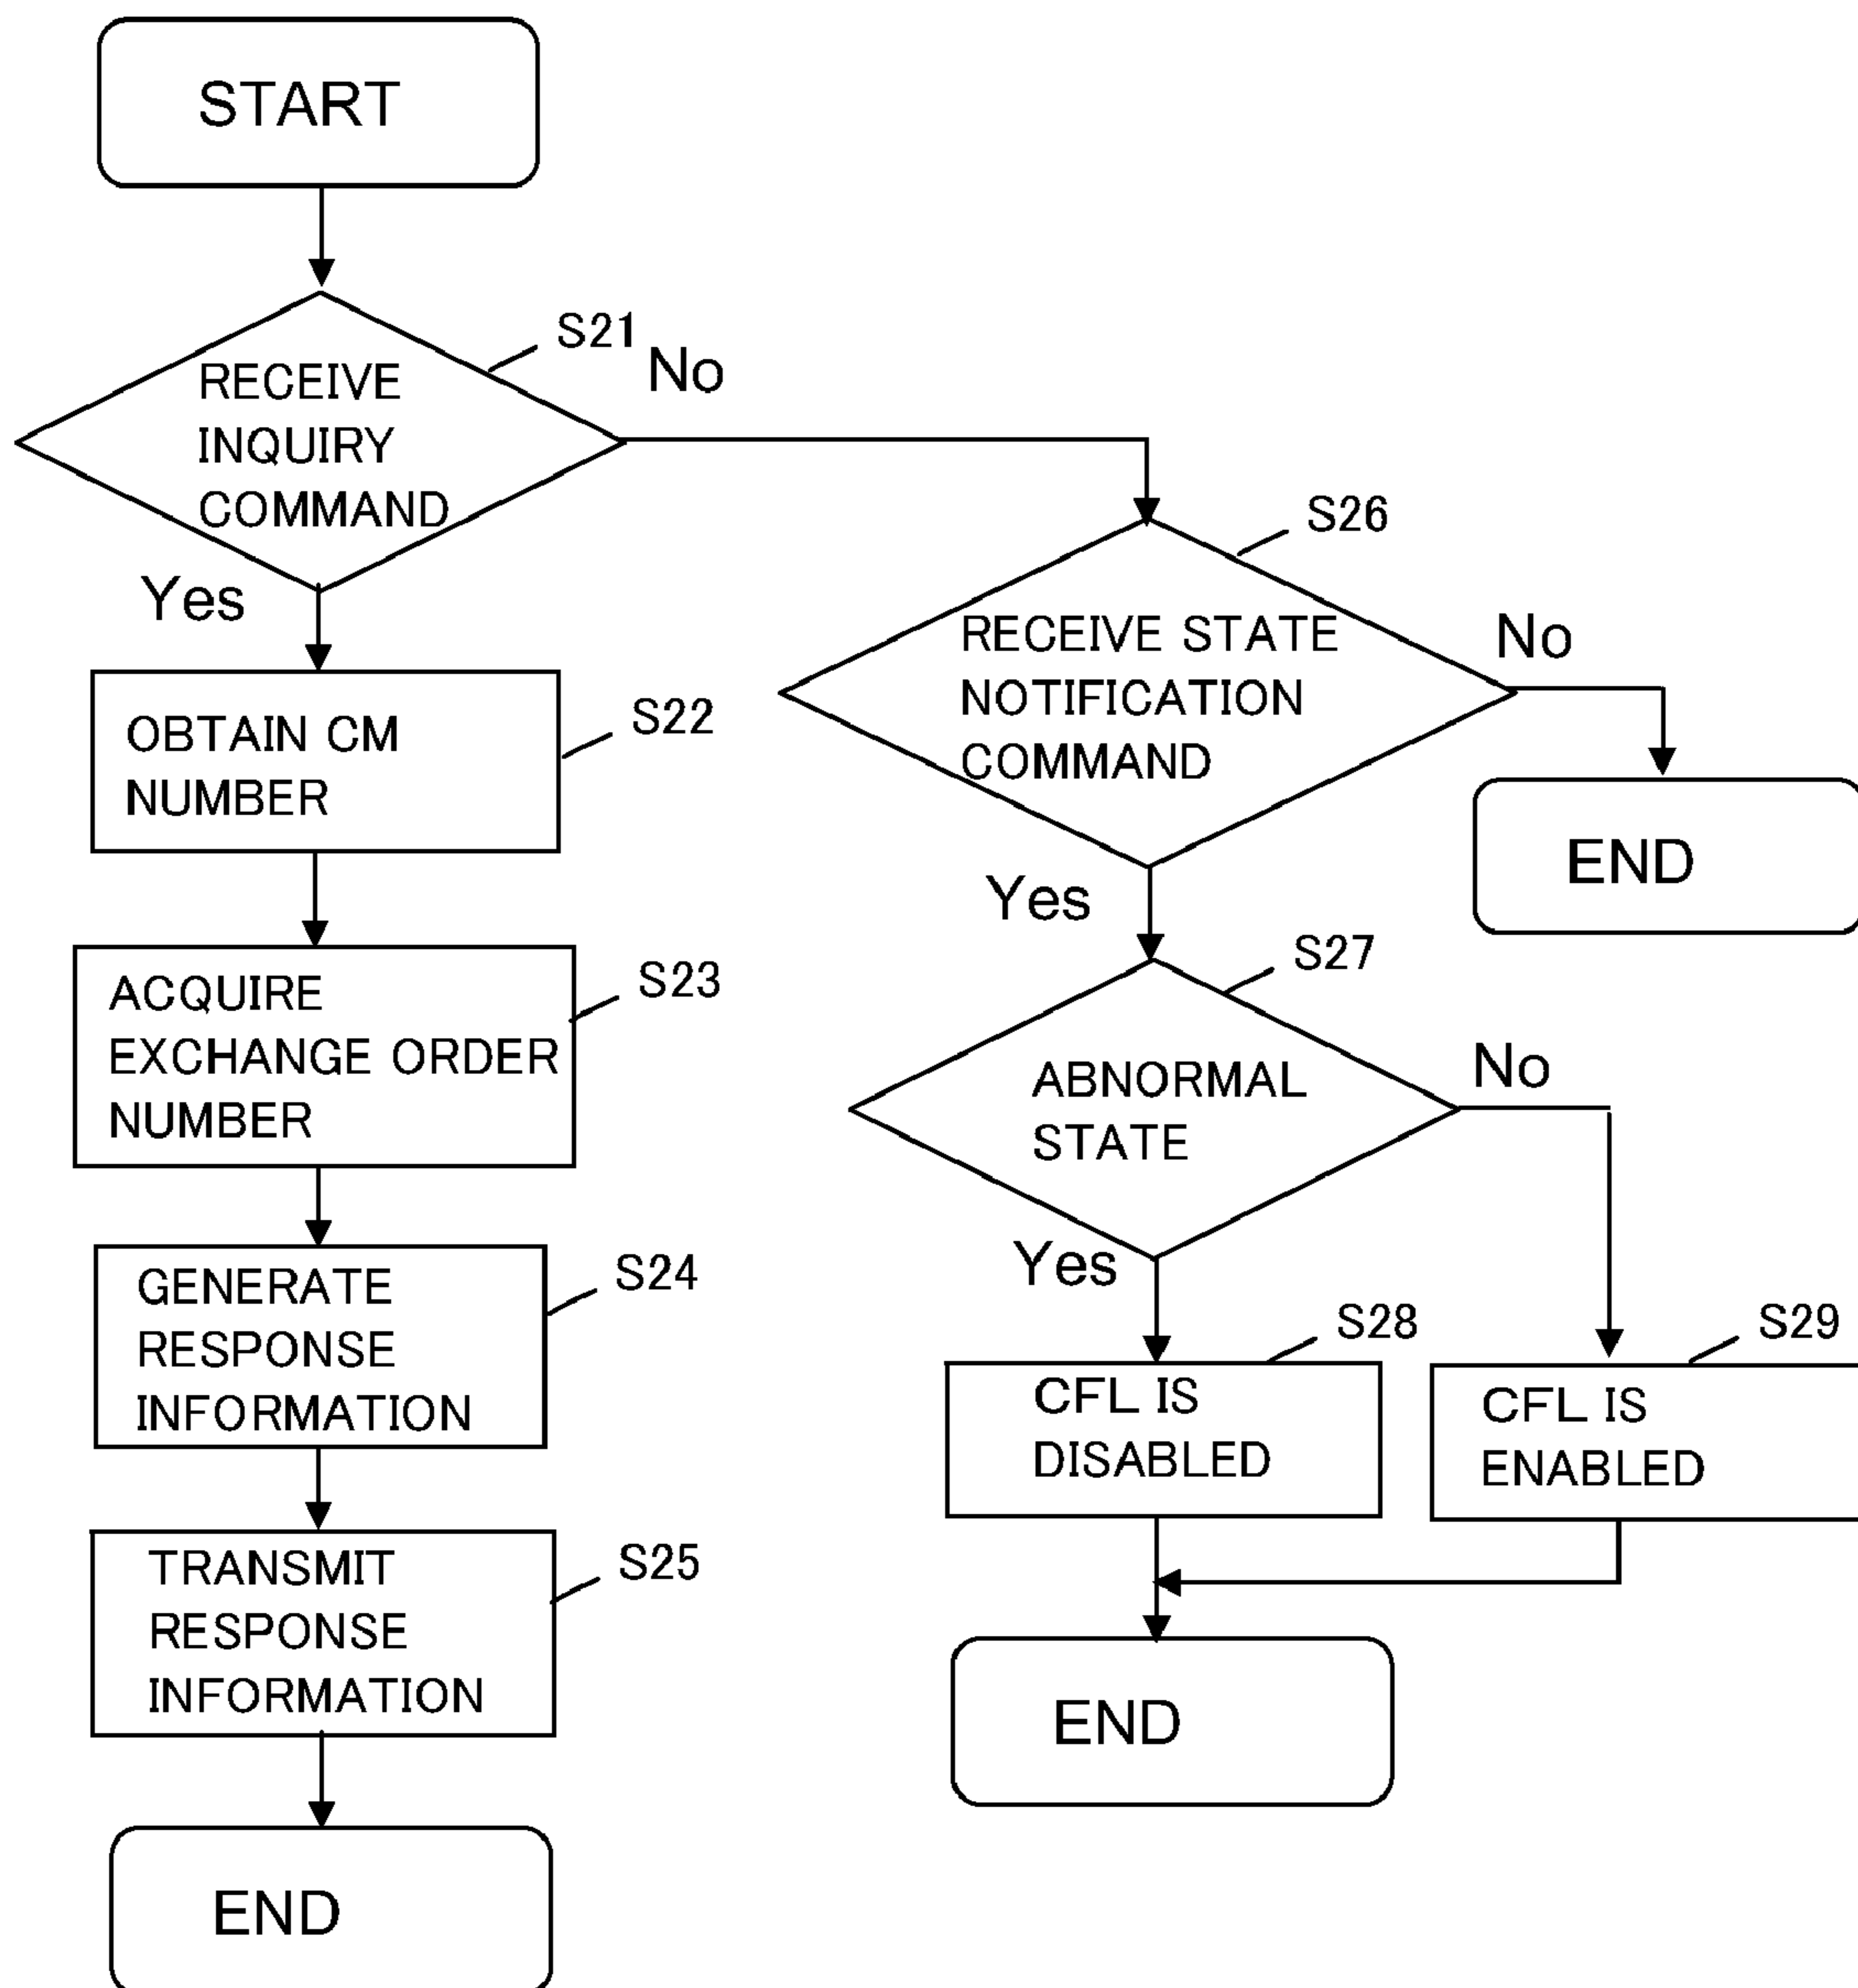 START
S21
No
RECEIVE
INQUIRY
COMMAND
Yes
S22
OBTAIN CM
NUMBER
S23
ACQUIRE
EXCHANGE ORDER
NUMBER
S24
GENERATE
RESPONSE
INFORMATION
S25
TRANSMIT
RESPONSE
INFORMATION
END
S26
RECEIVE STATE
NOTIFICATION
COMMAND
No
END
Yes
S27
ABNORMAL
STATE
No
Yes
S28
CFL IS
DISABLED
S29
CFL IS
ENABLED
END